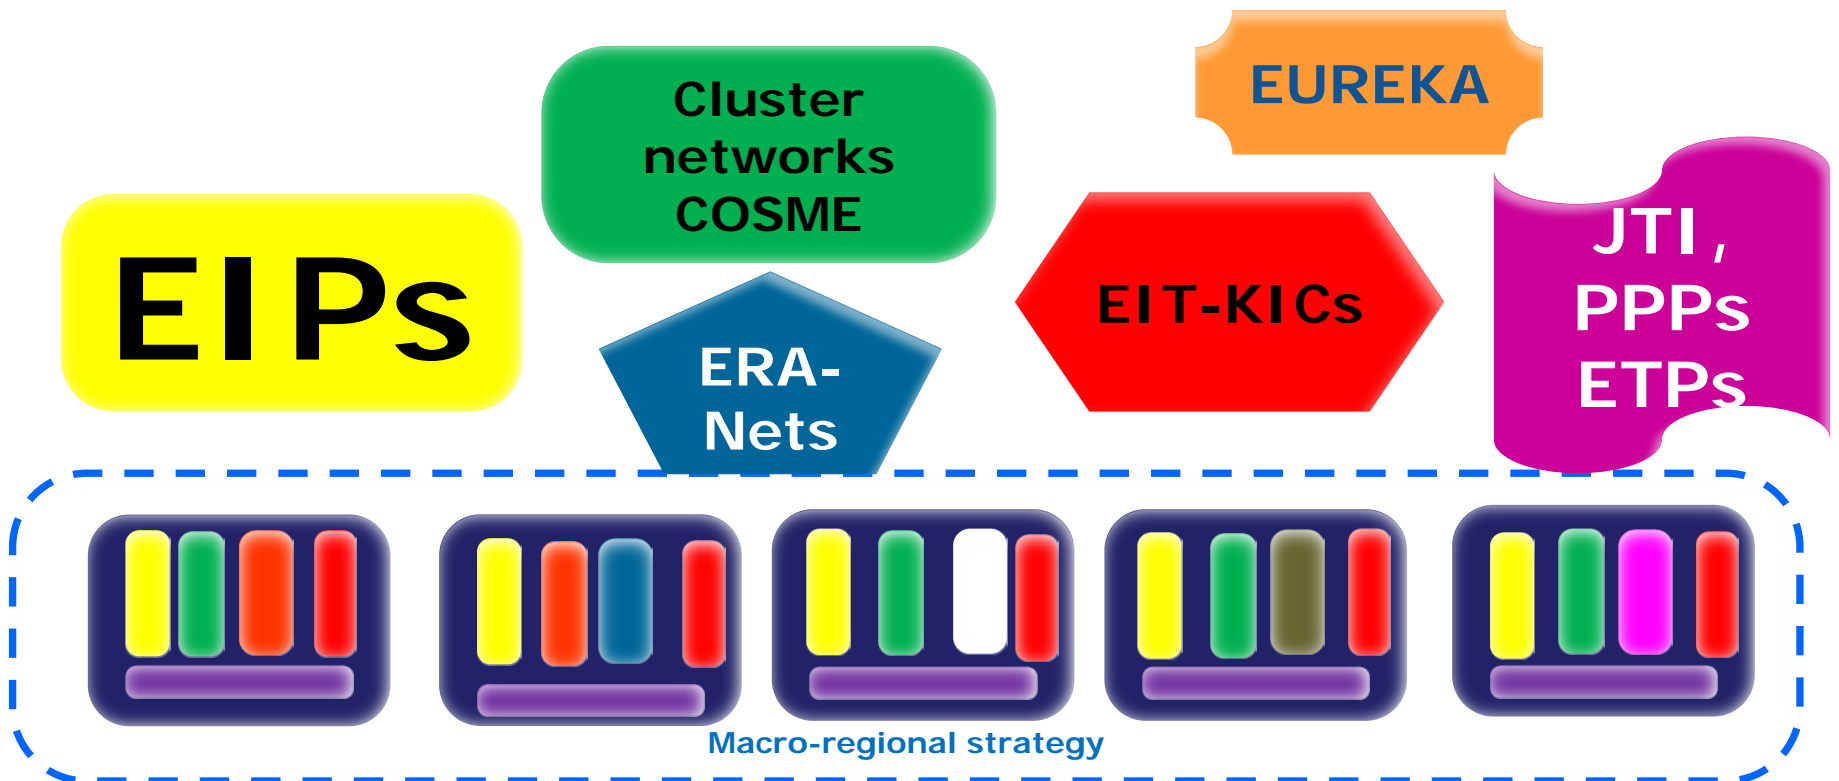 EUREKA
Cluster
networks
COSME
EIPs
EIT-KICs
JTI,
PPPs
ETPs
ERA-
Nets
Macro-regional strategy